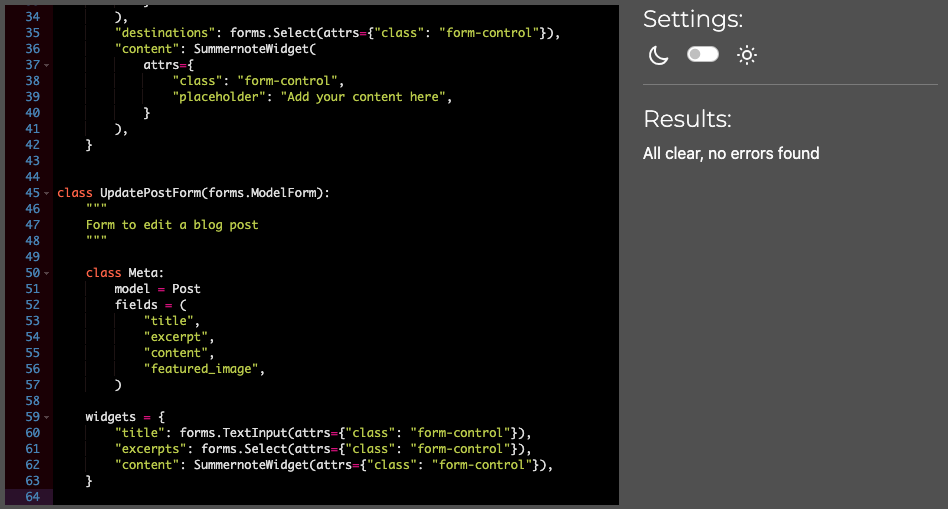 34 ),
35 "destinations": forms.Select(attrs={"class": "form-control"}),
36 "content": SummernoteWidget(
37 attrs={
38 "class": "form-control",
39 "placeholder": "Add your content here",
40 }
41 ),
42 }
43
44
45 class UpdatePostForm(forms.ModelForm):
46 """
47 Form to edit a blog post
48 """
49
50 class Meta:
51 model = Post
52 fields = (
53 "title",
54 "excerpt",
55 "content",
56 "featured_image",
57 )
58
59 widgets = {
60 "title": forms.TextInput(attrs={"class": "form-control"}),
61 "excerpts": forms.Select(attrs={"class": "form-control"}),
62 "content": SummernoteWidget(attrs={"class": "form-control"}),
63 }
64
Settings:
Results:
All clear, no errors found